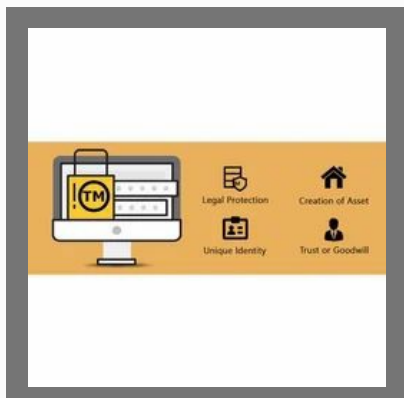 TM
Legal Protection
Creation of Asset
Unique Identity
Trust or Goodwill